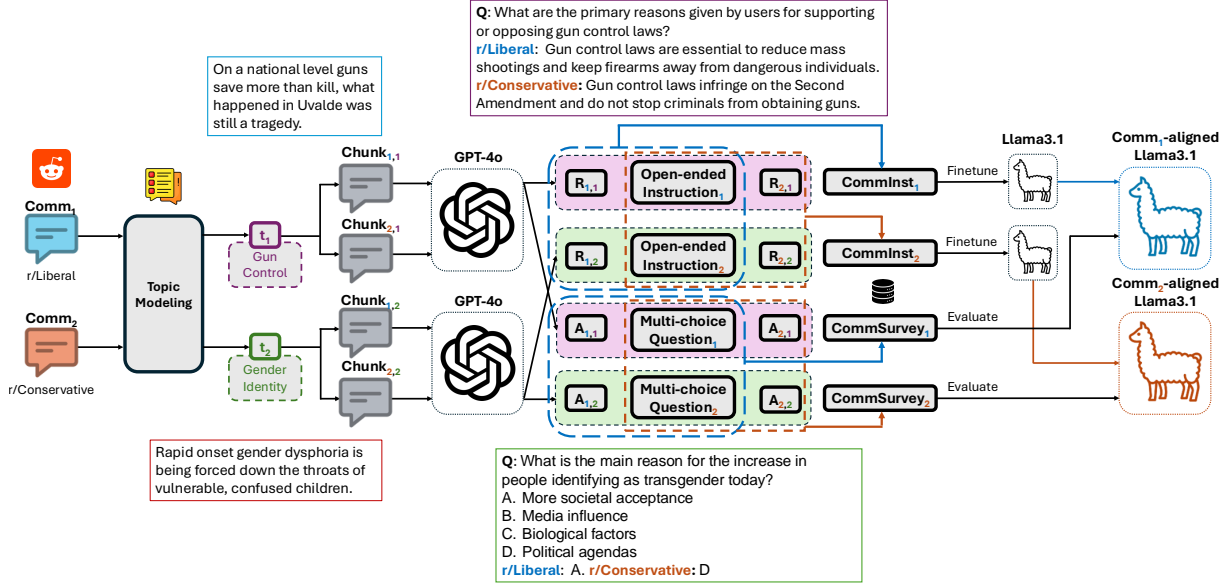 Q: What are the primary reasons given by users for supporting
or opposing gun control laws?
r/Liberal: Gun control laws are essential to reduce mass
shootings and keep firearms away from dangerous individuals.
r/Conservative: Gun control laws infringe on the Second
Amendment and do not stop criminals from obtaining guns.
On a national level guns
save more than kill, what
happened in Uvalde was
still a tragedy.
Comm1
r/Liberal
Comm2
r/Conservative
Topic
Modeling
t1
Gun
Control
t2
Gender
Identity
Chunk1,1
Chunk2,1
Chunk1,2
Chunk2,2
GPT-4o
GPT-4o
R1,1
Open-ended
Instruction1
R2,1
R1,2
Open-ended
Instruction2
R2,2
A1,1
Multi-choice
Question1
A2,1
A1,2
Multi-choice
Question2
A2,2
CommInst1
CommInst2
CommSurvey1
CommSurvey2
Finetune
Finetune
Evaluate
Evaluate
Llama3.1
Comm1-aligned
Llama3.1
Comm2-aligned
Llama3.1
Rapid onset gender dysphoria is
being forced down the throats of
vulnerable, confused children.
Q: What is the main reason for the increase in
people identifying as transgender today?
A. More societal acceptance
B. Media influence
C. Biological factors
D. Political agendas
r/Liberal: A. r/Conservative: D